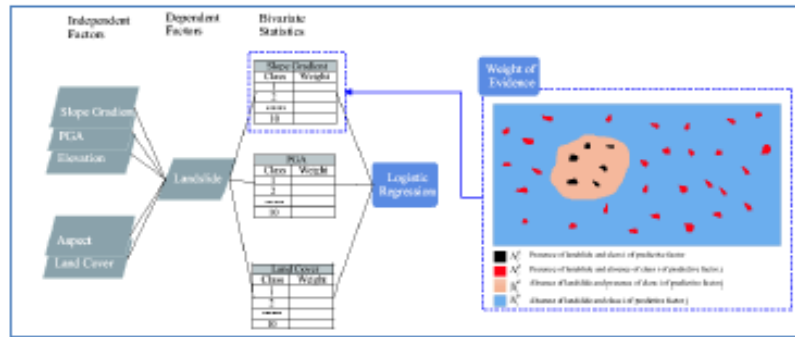 Independent
Factors
Dependent
Factors
Bivariate
Statistics
Slope Gradient
PGA
Elevation
Aspect
Land Cover
Landslide
Slope Gradient
Class Weight
1
2
10
PGA
Class Weight
1
2
10
Land Cover
Class Weight
1
2
10
Logistic
Regression
Weight of
Evidence
Presence of landslide and class i of predictive factor
Presence of landslide and absence of class i of predictive factor
Absence of landslide and presence of class i of predictive factor
Absence of landslide and class i of predictive factor